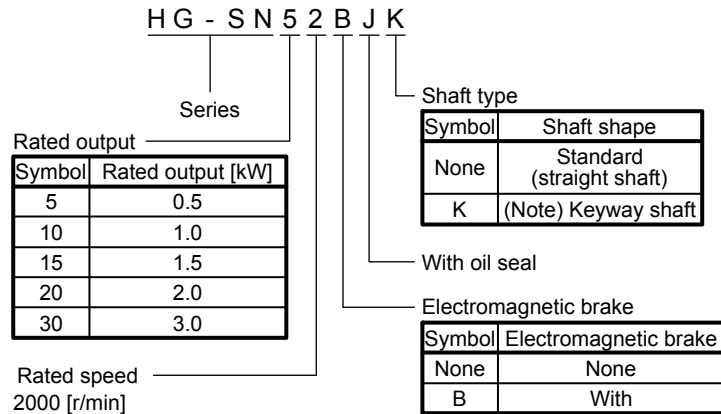 HG-SN52BJK
Series
Rated output
Symbol Rated output [kW]
5 0.5
10 1.0
15 1.5
20 2.0
30 3.0
Rated speed
2000 [r/min]
Shaft type
Symbol Shaft shape
None Standard
(straight shaft)
K (Note) Keyway shaft
With oil seal
Electromagnetic brake
Symbol Electromagnetic brake
None None
B With